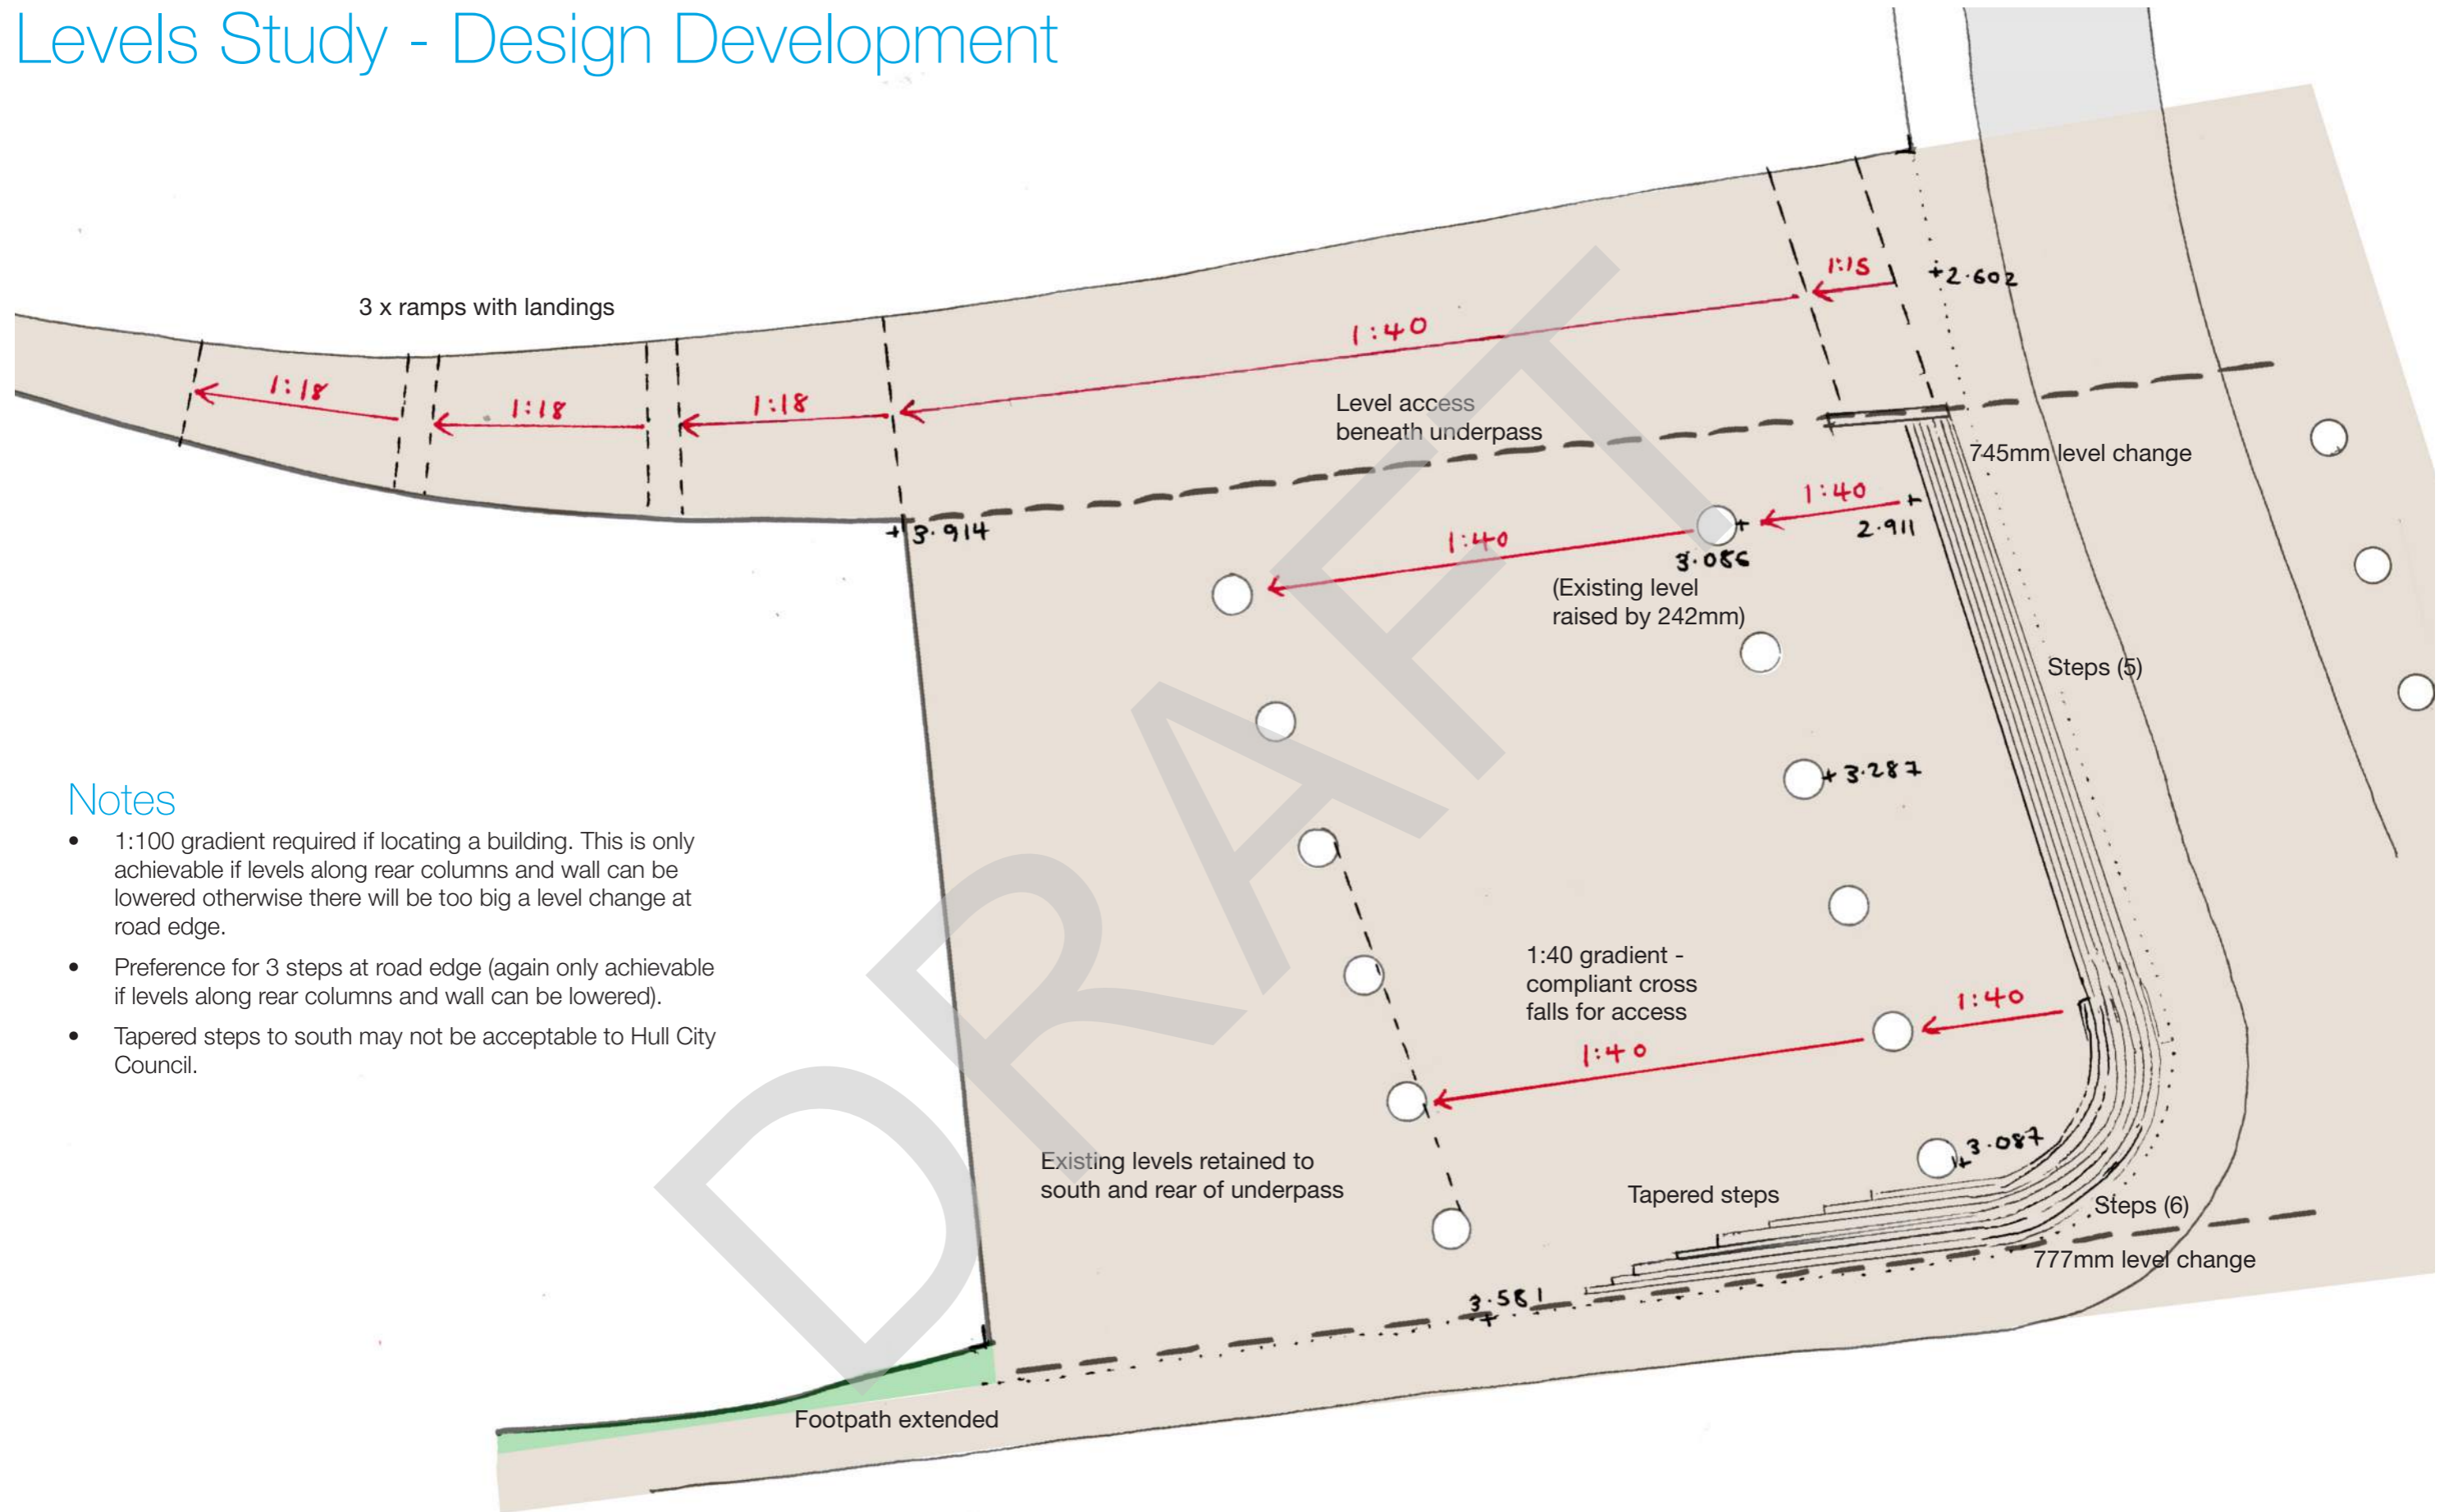 Levels Study - Design Development
3 x ramps with landings
1:18
1:18
1:18
1:40
1:15
+2.602
Level access
beneath underpass
745mm level change
+3.914
1:40
1:40
2.911
3.086
(Existing level
raised by 242mm)
Steps (5)
+3.287
Notes
• 1:100 gradient required if locating a building. This is only
achievable if levels along rear columns and wall can be
lowered otherwise there will be too big a level change at
road edge.
• Preference for 3 steps at road edge (again only achievable
if levels along rear columns and wall can be lowered).
• Tapered steps to south may not be acceptable to Hull City
Council.
1:40 gradient -
compliant cross
falls for access
1:40
1:40
3.087
Existing levels retained to
south and rear of underpass
Tapered steps
Steps (6)
777mm level change
3.581
Footpath extended
DRAFT